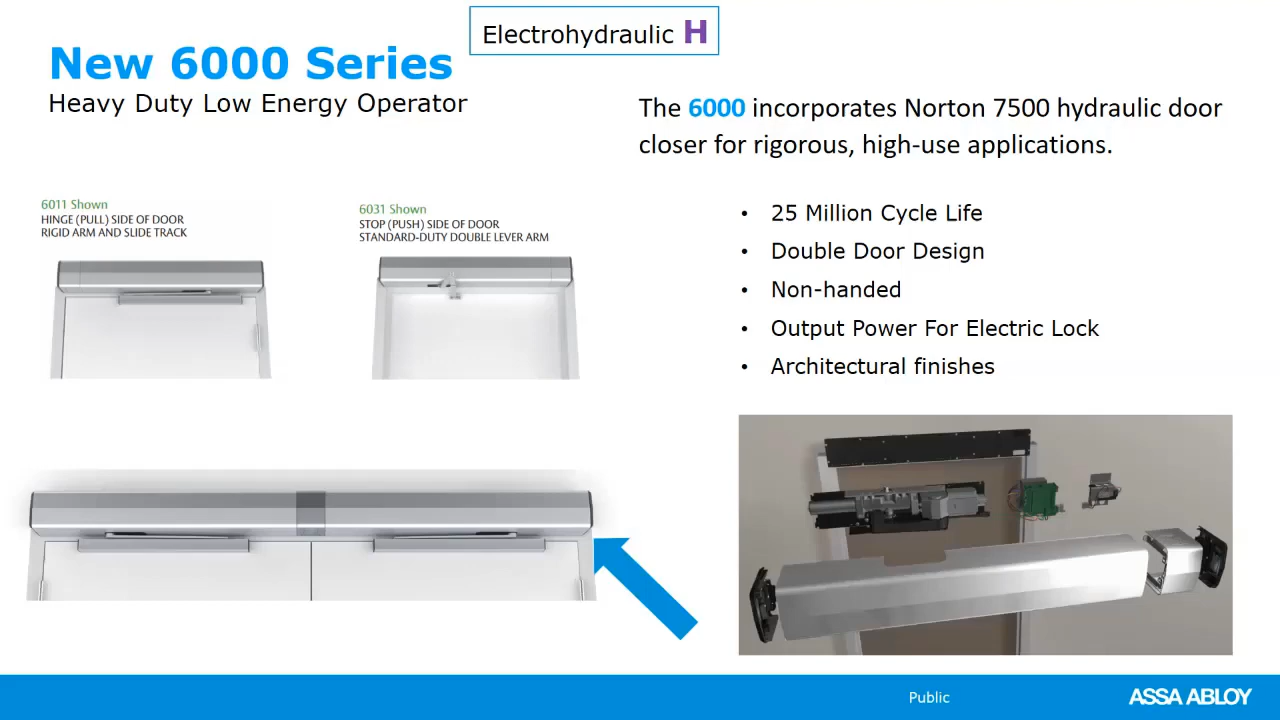 Electrohydraulic H
New 6000 Series
Heavy Duty Low Energy Operator
The 6000 incorporates Norton 7500 hydraulic door
closer for rigorous, high-use applications.
6011 Shown
HINGE (PULL) SIDE OF DOOR
RIGID ARM AND SLIDE TRACK
6031 Shown
STOP (PUSH) SIDE OF DOOR
STANDARD-DUTY DOUBLE LEVER ARM
• 25 Million Cycle Life
• Double Door Design
• Non-handed
• Output Power For Electric Lock
• Architectural finishes
Public
ASSA ABLOY